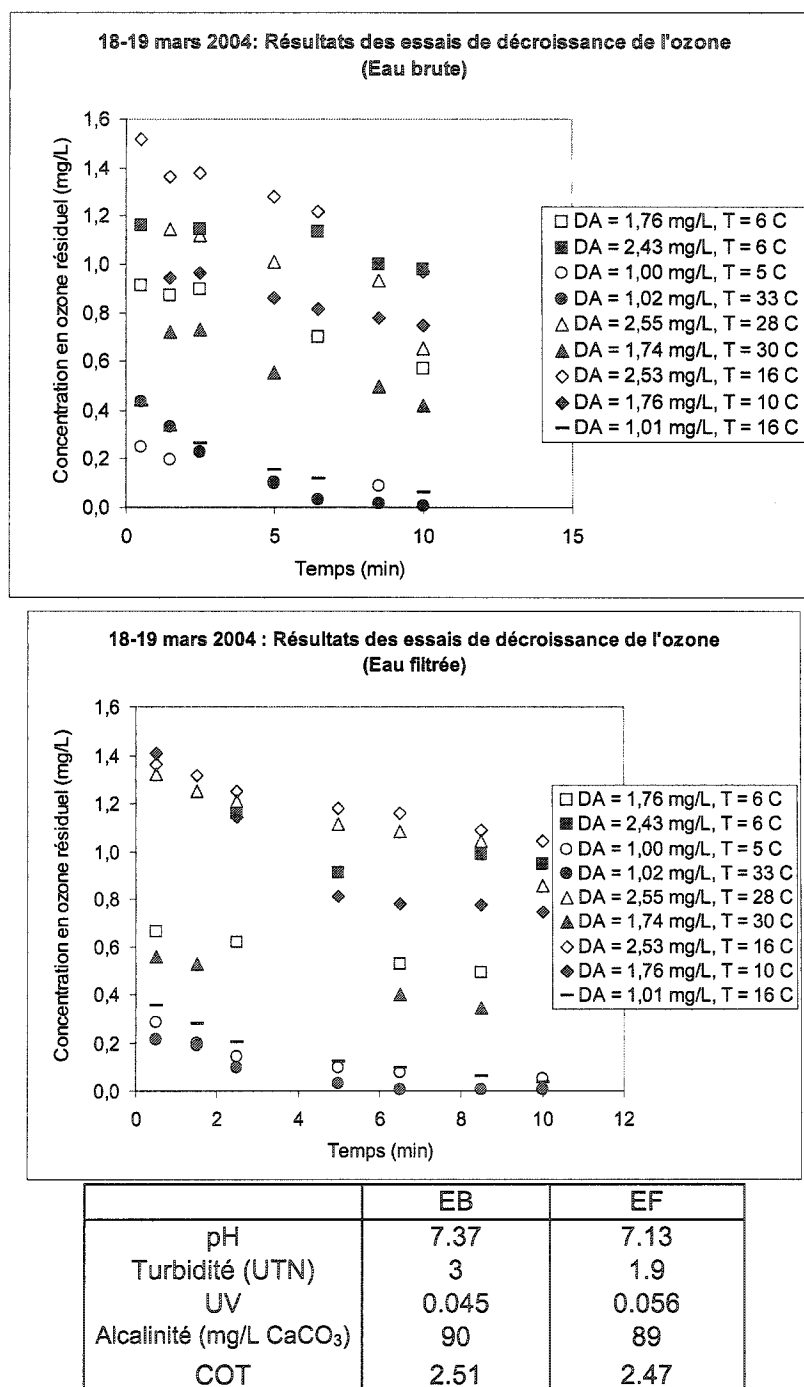 18-19 mars 2004: Résultats des essais de décroissance de l'ozone
(Eau brute)
Concentration en ozone résiduel (mg/L)
1,6
1,4
1,2
1,0
0,8
0,6
0,4
0,2
0,0
0
5
10
15
Temps (min)
DA = 1,76 mg/L, T = 6 C
DA = 2,43 mg/L, T = 6 C
DA = 1,00 mg/L, T = 5 C
DA = 1,02 mg/L, T = 33 C
DA = 2,55 mg/L, T = 28 C
DA = 1,74 mg/L, T = 30 C
DA = 2,53 mg/L, T = 16 C
DA = 1,76 mg/L, T = 10 C
DA = 1,01 mg/L, T = 16 C
18-19 mars 2004 : Résultats des essais de décroissance de l'ozone
(Eau filtrée)
Concentration en ozone résiduel (mg/L)
1,6
1,4
1,2
1,0
0,8
0,6
0,4
0,2
0,0
0
2
4
6
8
10
12
Temps (min)
DA = 1,76 mg/L, T = 6 C
DA = 2,43 mg/L, T = 6 C
DA = 1,00 mg/L, T = 5 C
DA = 1,02 mg/L, T = 33 C
DA = 2,55 mg/L, T = 28 C
DA = 1,74 mg/L, T = 30 C
DA = 2,53 mg/L, T = 16 C
DA = 1,76 mg/L, T = 10 C
DA = 1,01 mg/L, T = 16 C
EB EF
pH 7.37 7.13
Turbidité (UTN) 3 1.9
UV 0.045 0.056
Alcalinité (mg/L CaCO₃) 90 89
COT 2.51 2.47